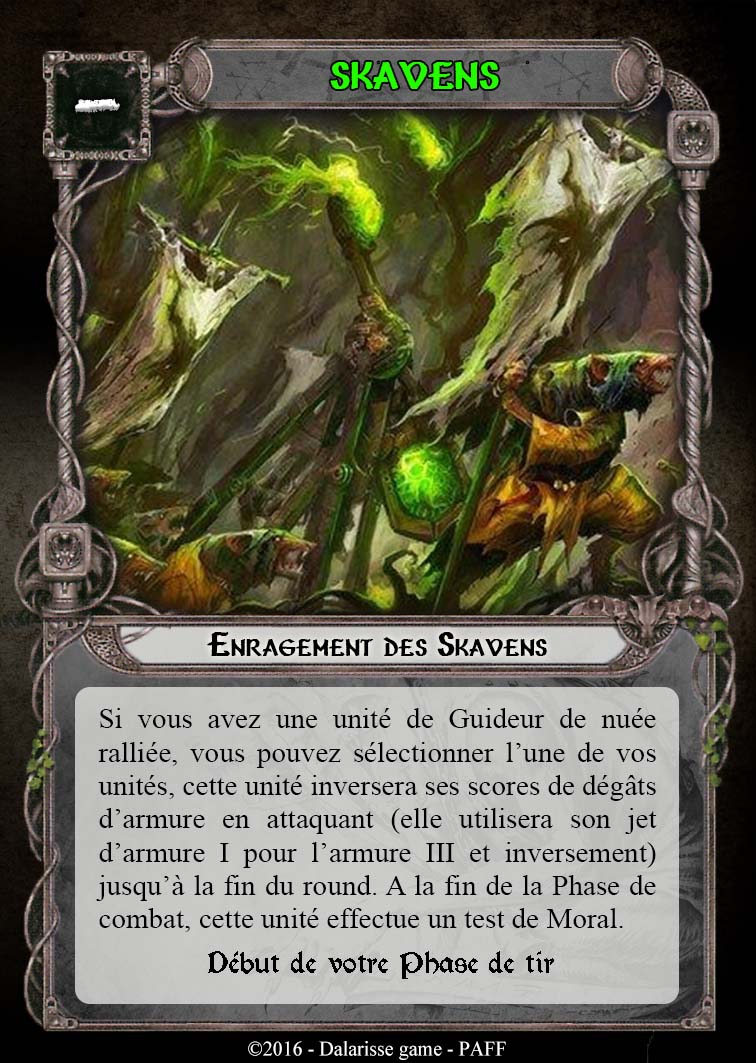 SKAVENS
-
Enragement des Skavens
Si vous avez une unité de Guideur de nuée
ralliée, vous pouvez sélectionner l’une de vos
unités, cette unité inversera ses scores de dégâts
d’armure en attaquant (elle utilisera son jet
d’armure I pour l’armure III et inversement)
jusqu’à la fin du round. A la fin de la Phase de
combat, cette unité effectue un test de Moral.
Début de votre Phase de tir
©2016 - Dalarisse game - PAFF